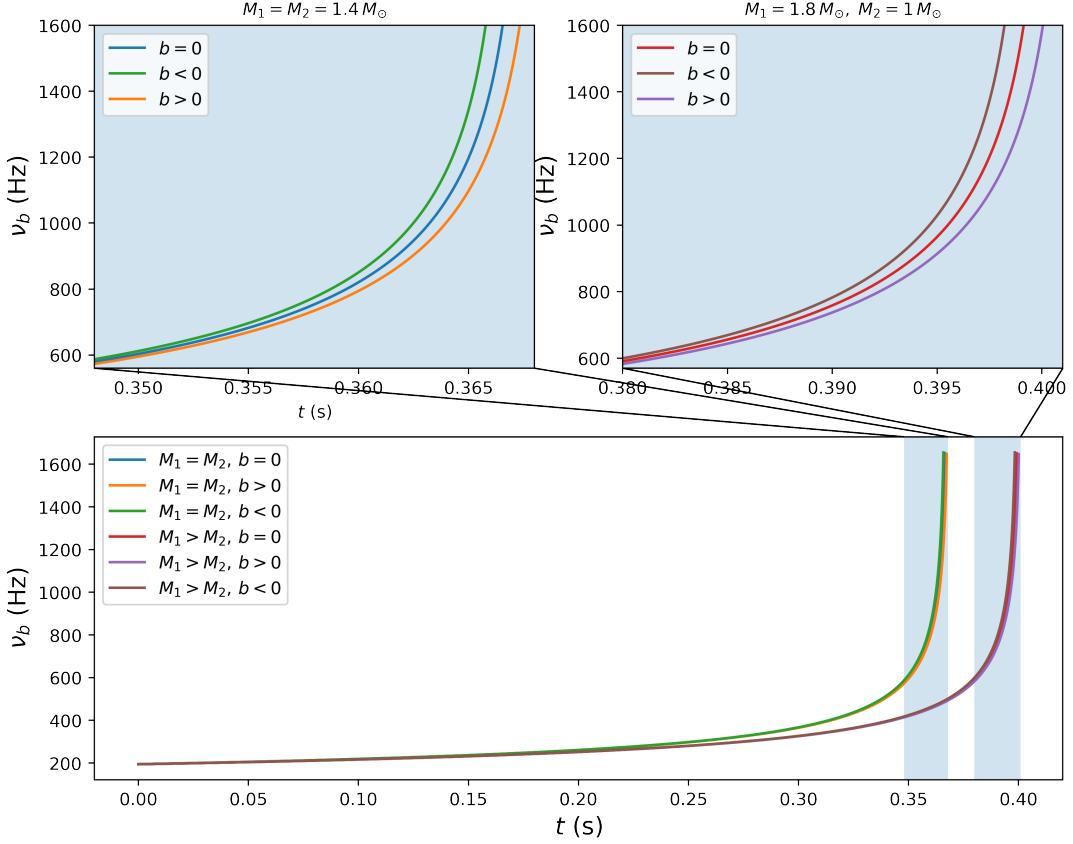 M₁ = M₂ = 1.4 M⊙
ν_b (Hz)
1600
1400
1200
1000
800
600
b = 0
b < 0
b > 0
0.350 0.355 0.360 0.365
t (s)
M₁ = 1.8 M⊙, M₂ = 1 M⊙
ν_b (Hz)
1600
1400
1200
1000
800
600
b = 0
b < 0
b > 0
0.380 0.385 0.390 0.395 0.400
ν_b (Hz)
1600
1400
1200
1000
800
600
400
200
M₁ = M₂, b = 0
M₁ = M₂, b > 0
M₁ = M₂, b < 0
M₁ > M₂, b = 0
M₁ > M₂, b > 0
M₁ > M₂, b < 0
0.00 0.05 0.10 0.15 0.20 0.25 0.30 0.35 0.40
t (s)